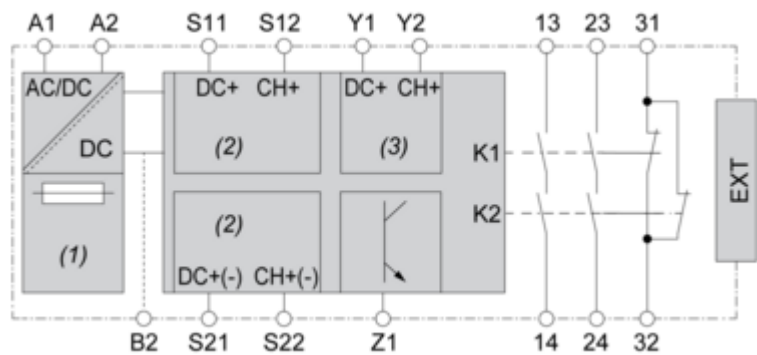 A1 A2 S11 S12 Y1 Y2 13 23 31
AC/DC DC+ CH+ DC+ CH+
DC (2) (3) K1
EXT
(2) K2
(1)
DC+(-) CH+(-)
B2 S21 S22 Z1 14 24 32